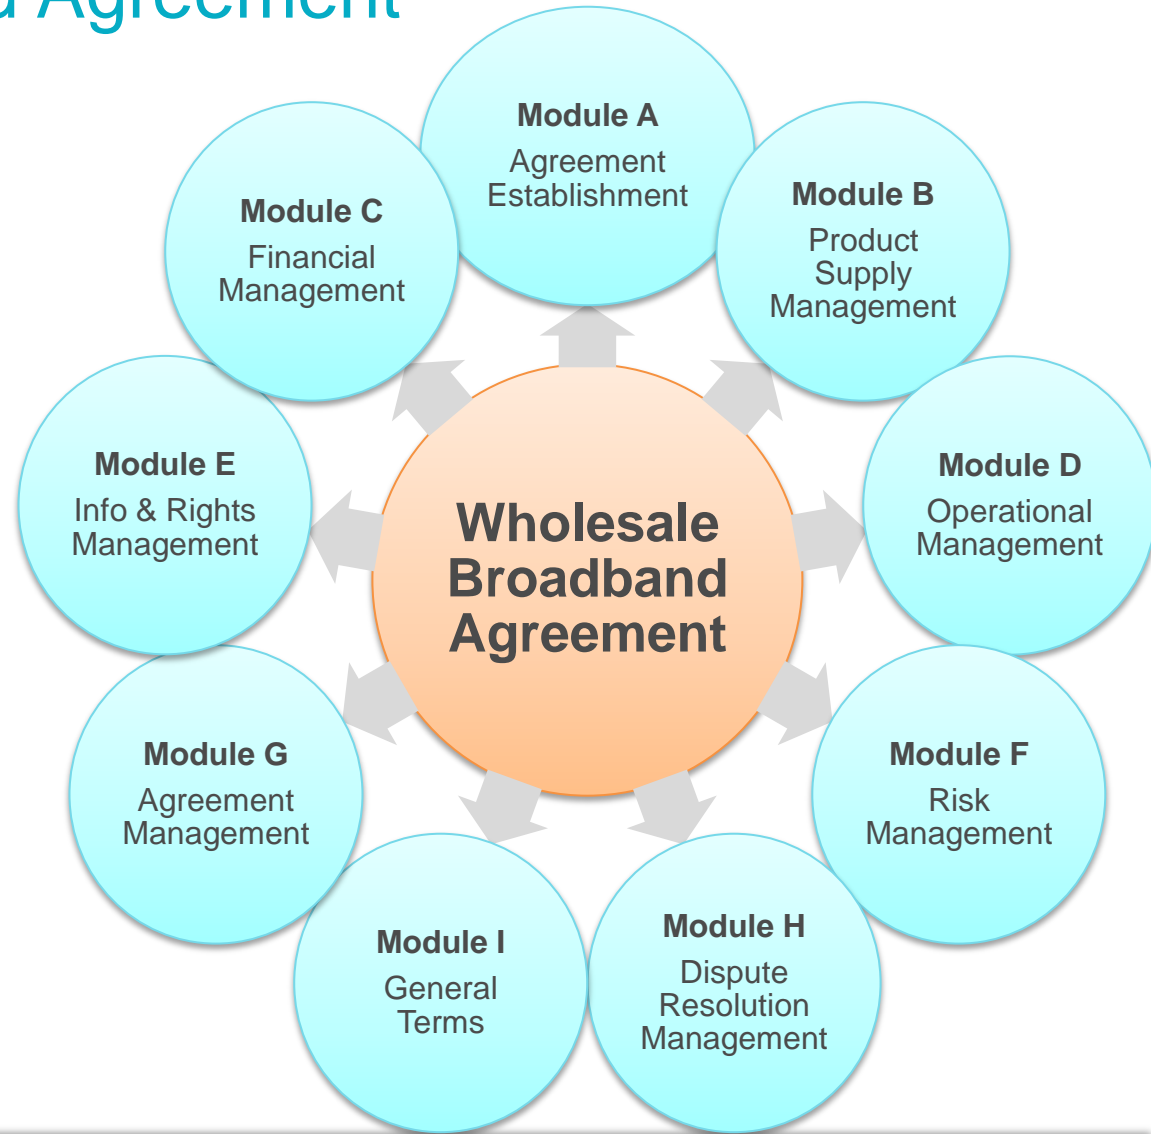 Agreement
Module A
Agreement
Establishment
Module B
Product
Supply
Management
Module C
Financial
Management
Module D
Operational
Management
Module E
Info & Rights
Management
Wholesale
Broadband
Agreement
Module F
Risk
Management
Module G
Agreement
Management
Module H
Dispute
Resolution
Management
Module I
General
Terms